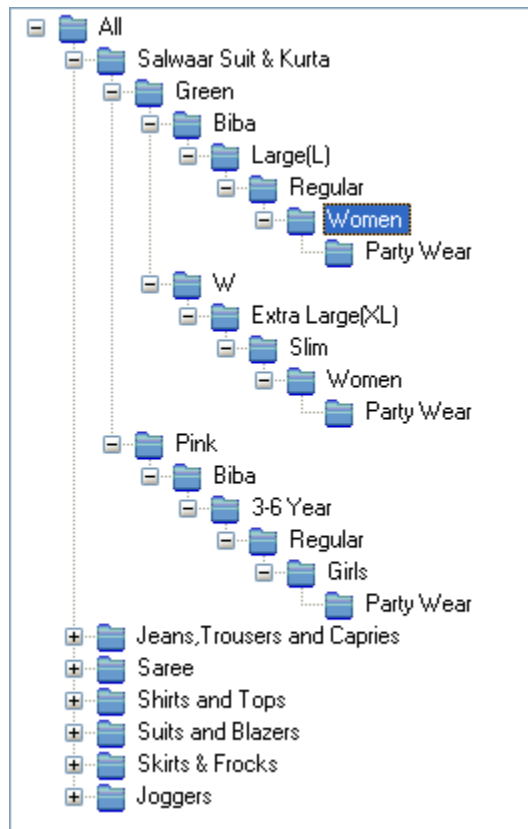 All
Salwaar Suit & Kurta
Green
Biba
Large(L)
Regular
Women
Party Wear
W
Extra Large(XL)
Slim
Women
Party Wear
Pink
Biba
3-6 Year
Regular
Girls
Party Wear
Jeans,Trousers and Capries
Saree
Shirts and Tops
Suits and Blazers
Skirts & Frocks
Joggers